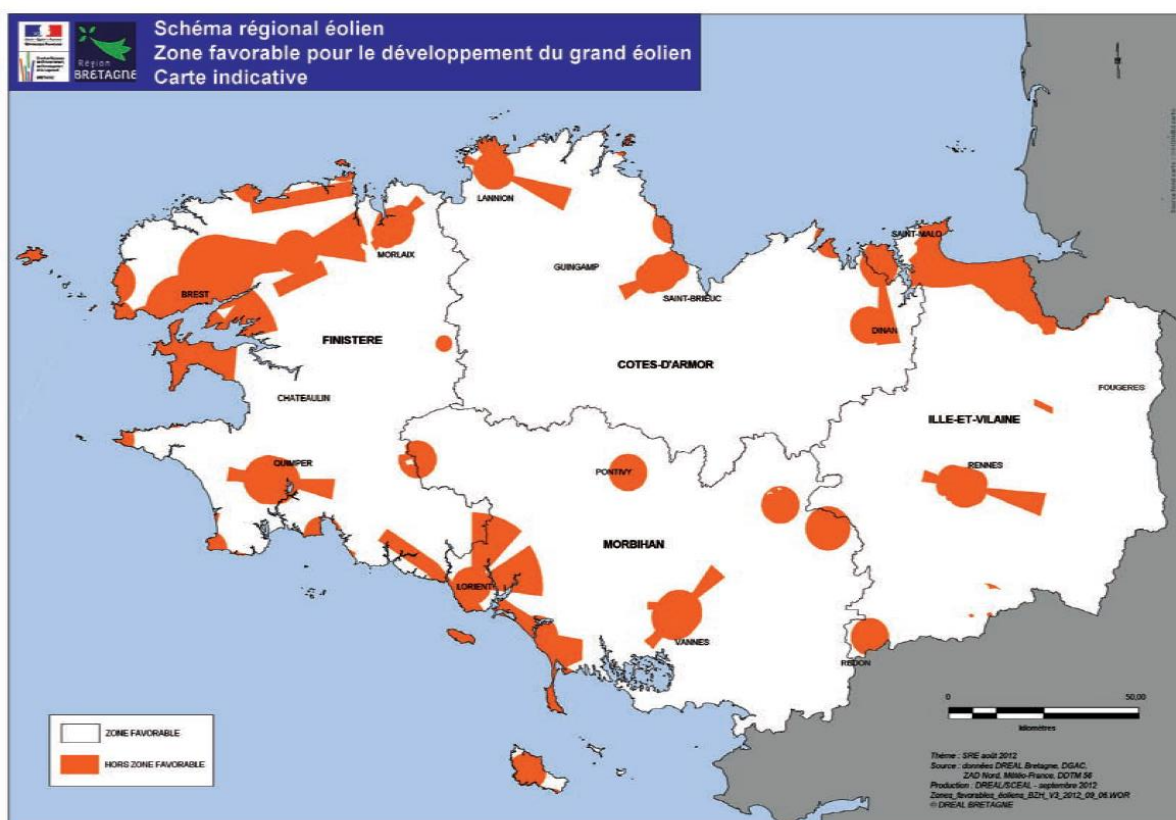 Schéma régional éolien
Zone favorable pour le développement du grand éolien
Carte indicative
Région
BRETAGNE
SAINT-MALO
LANNION
MORLAIX
GUINGAMP
BREST
SAINT-BRIEUC
DINAN
FINISTERE
COTES-D'ARMOR
CHATEAULIN
FOUGERES
ILLE-ET-VILAINE
QUIMPER
PONTIVY
RENNES
MORBIHAN
LORIENT
VANNES
REDON
0 50,00
kilomètres
ZONE FAVORABLE
HORS ZONE FAVORABLE
Thème : SRE août 2012
Source : données DREAL Bretagne, DGAC,
ZAD Nord, Météo-France, DDTM 56
Production : DREAL/SCEAL - septembre 2012
Zones_favorables_éoliens_BZH_V3_2012_09_06.WOR
© DREAL BRETAGNE